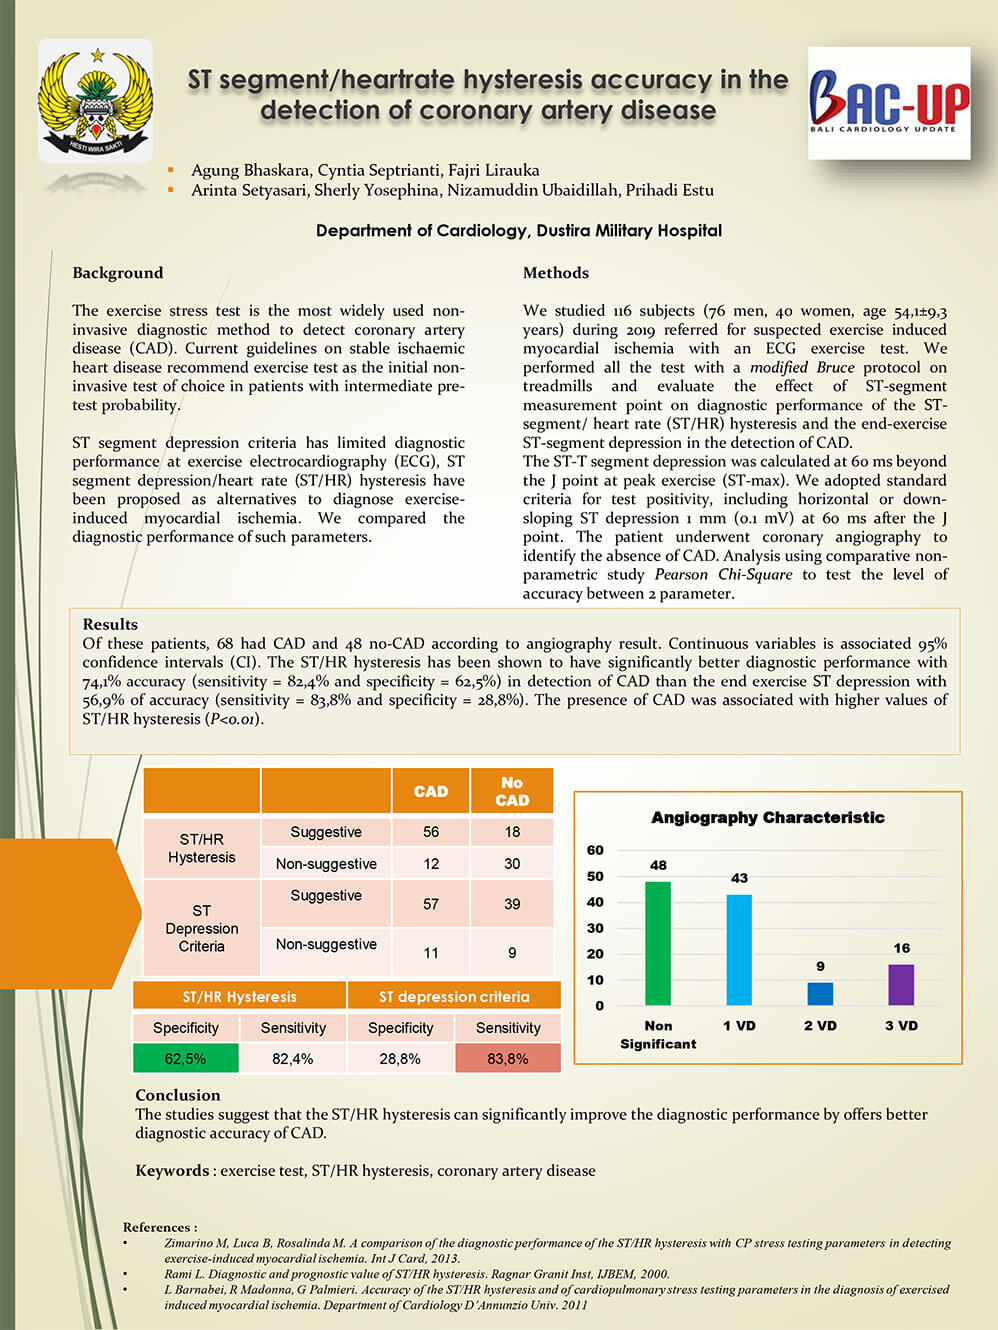 HESTI WIRA SAKTI
ST segment/heartrate hysteresis accuracy in the
detection of coronary artery disease
BAC-UP
BALI CARDIOLOGY UPDATE
Agung Bhaskara, Cyntia Septrianti, Fajri Lirauka
Arinta Setyasari, Sherly Yosephina, Nizamuddin Ubaidillah, Prihadi Estu
Department of Cardiology, Dustira Military Hospital
Background
The exercise stress test is the most widely used non-
invasive diagnostic method to detect coronary artery
disease (CAD). Current guidelines on stable ischaemic
heart disease recommend exercise test as the initial non-
invasive test of choice in patients with intermediate pre-
test probability.
ST segment depression criteria has limited diagnostic
performance at exercise electrocardiography (ECG), ST
segment depression/heart rate (ST/HR) hysteresis have
been proposed as alternatives to diagnose exercise-
induced myocardial ischemia. We compared the
diagnostic performance of such parameters.
Methods
We studied 116 subjects (76 men, 40 women, age 54,1±9,3
years) during 2019 referred for suspected exercise induced
myocardial ischemia with an ECG exercise test. We
performed all the test with a modified Bruce protocol on
treadmills and evaluate the effect of ST-segment
measurement point on diagnostic performance of the ST-
segment/ heart rate (ST/HR) hysteresis and the end-exercise
ST-segment depression in the detection of CAD.
The ST-T segment depression was calculated at 60 ms beyond
the J point at peak exercise (ST-max). We adopted standard
criteria for test positivity, including horizontal or down-
sloping ST depression 1 mm (0.1 mV) at 60 ms after the J
point. The patient underwent coronary angiography to
identify the absence of CAD. Analysis using comparative non-
parametric study Pearson Chi-Square to test the level of
accuracy between 2 parameter.
Results
Of these patients, 68 had CAD and 48 no-CAD according to angiography result. Continuous variables is associated 95%
confidence intervals (CI). The ST/HR hysteresis has been shown to have significantly better diagnostic performance with
74,1% accuracy (sensitivity = 82,4% and specificity = 62,5%) in detection of CAD than the end exercise ST depression with
56,9% of accuracy (sensitivity = 83,8% and specificity = 28,8%). The presence of CAD was associated with higher values of
ST/HR hysteresis (P<0.01).
CAD No CAD
ST/HR Hysteresis
Suggestive 56 18
Non-suggestive 12 30
ST Depression Criteria
Suggestive 57 39
Non-suggestive 11 9
ST/HR Hysteresis ST depression criteria
Specificity Sensitivity Specificity Sensitivity
62,5% 82,4% 28,8% 83,8%
Angiography Characteristic
60
50
40
30
20
10
0
48
43
9
16
Non Significant 1 VD 2 VD 3 VD
Conclusion
The studies suggest that the ST/HR hysteresis can significantly improve the diagnostic performance by offers better
diagnostic accuracy of CAD.
Keywords : exercise test, ST/HR hysteresis, coronary artery disease
References :
• Zimarino M, Luca B, Rosalinda M. A comparison of the diagnostic performance of the ST/HR hysteresis with CP stress testing parameters in detecting
exercise-induced myocardial ischemia. Int J Card, 2013.
• Rami L. Diagnostic and prognostic value of ST/HR hysteresis. Ragnar Granit Inst, IJBEM, 2000.
• L Barnabei, R Madonna, G Palmieri. Accuracy of the ST/HR hysteresis and of cardiopulmonary stress testing parameters in the diagnosis of exercised
induced myocardial ischemia. Department of Cardiology D'Annunzio Univ. 2011